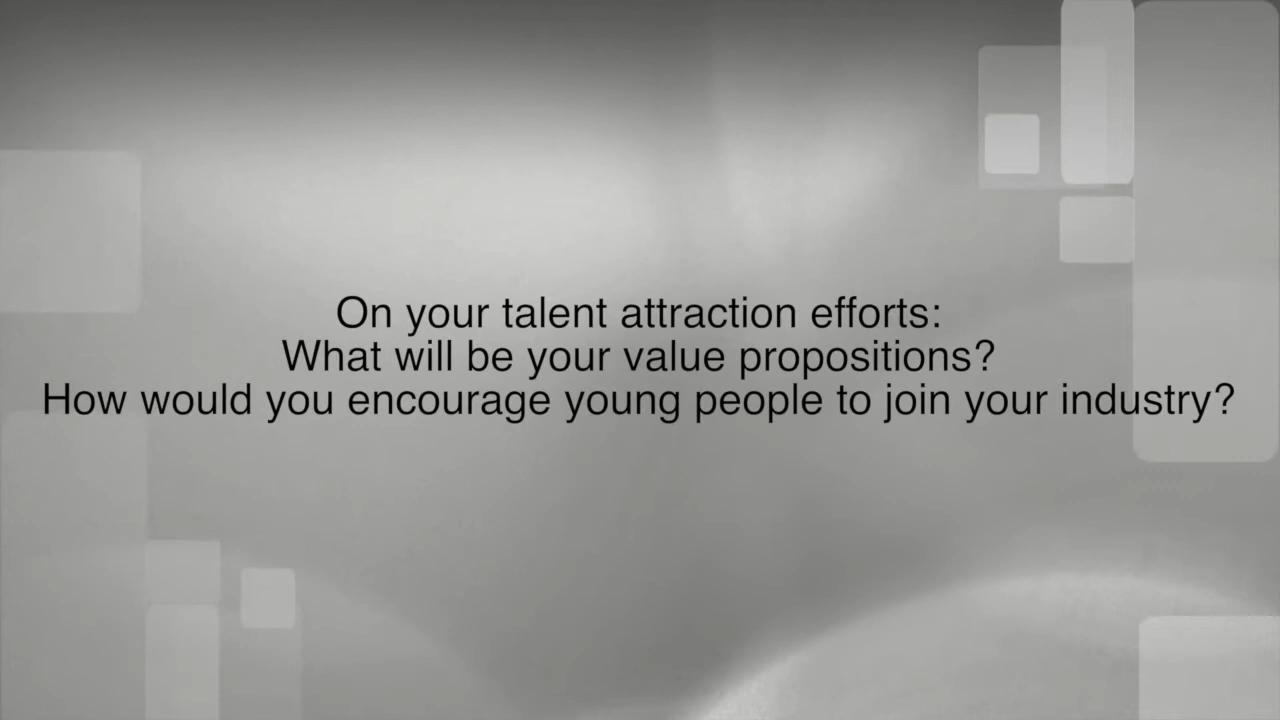 On your talent attraction efforts:
What will be your value propositions?
How would you encourage young people to join your industry?